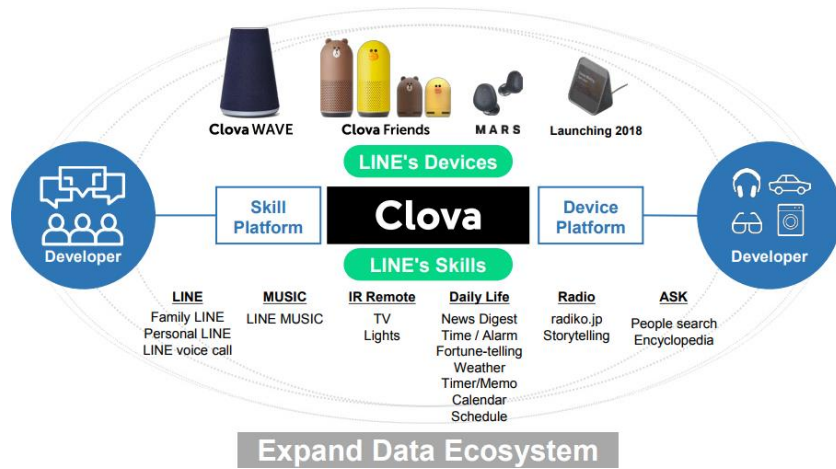 Clova WAVE
Clova Friends
MARS
Launching 2018
LINE's Devices
Developer
Skill
Platform
Clova
Device
Platform
Developer
LINE's Skills
LINE
Family LINE
Personal LINE
LINE voice call
MUSIC
LINE MUSIC
IR Remote
TV
Lights
Daily Life
News Digest
Time / Alarm
Fortune-telling
Weather
Timer/Memo
Calendar
Schedule
Radio
radiko.jp
Storytelling
ASK
People search
Encyclopedia
Expand Data Ecosystem